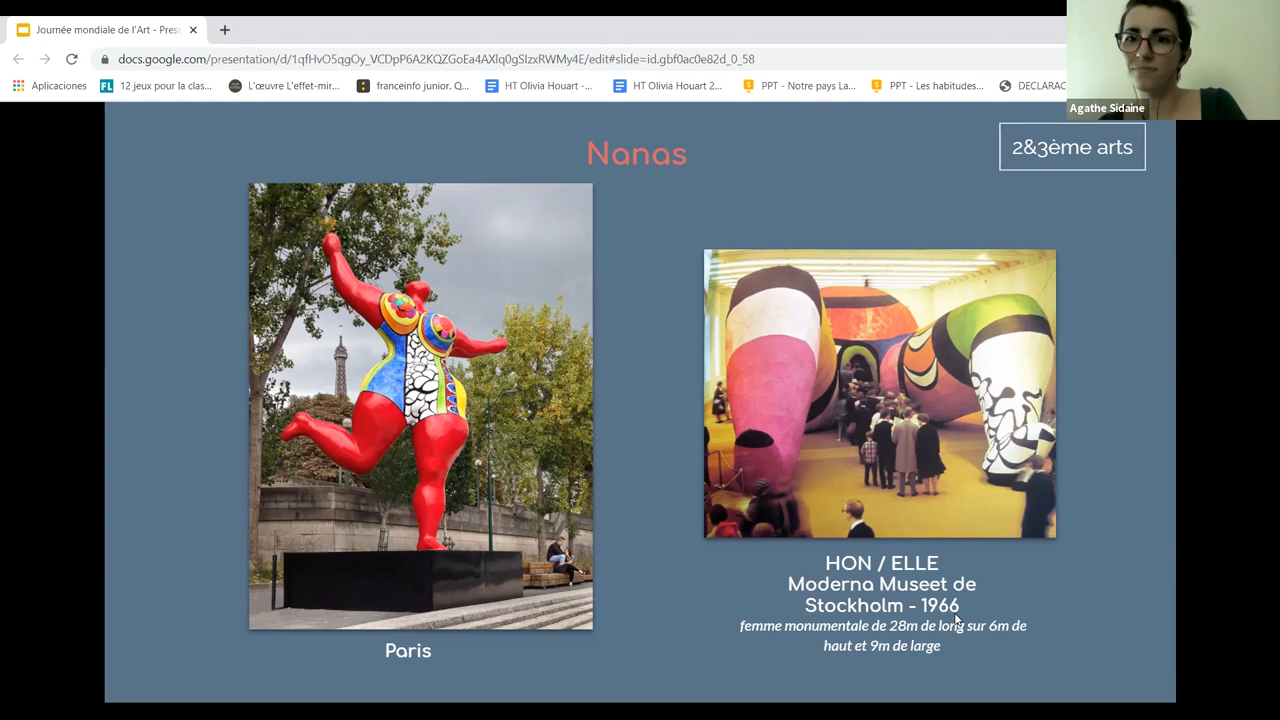 Journée mondiale de l'Art - Pres
docs.google.com/presentation/d/1qfHvO5qgOy_VCDpP6A2KQZGoEa4AXlq0gSIzxRWMy4E/edit#slide=id.gbf0ac0e82d_0_58
Aplicaciones
FL
12 jeux pour la clas...
L'œuvre L'effet-mir...
franceinfo junior. Q...
HT Olivia Houart -...
HT Olivia Houart 2...
PPT - Notre pays La...
PPT - Les habitudes...
DECLARAC
Agathe Sidaine
2&3ème arts
Nanas
Paris
HON / ELLE
Moderna Museet de
Stockholm - 1966
femme monumentale de 28m de long sur 6m de
haut et 9m de large